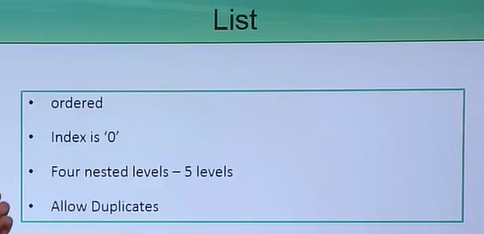 List
• ordered
• Index is ‘0’
• Four nested levels – 5 levels
• Allow Duplicates